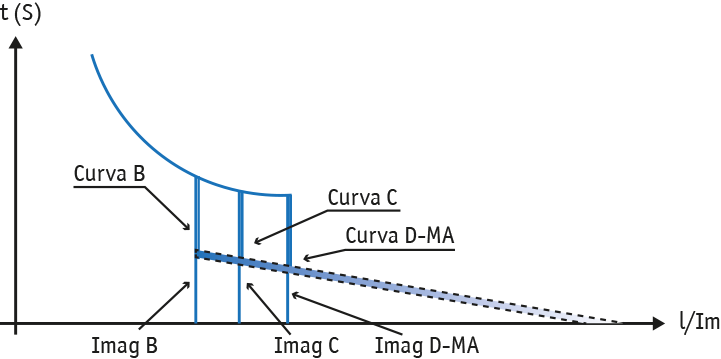 t (S)
Curva B
Curva C
Curva D-MA
l/Im
Imag B
Imag C
Imag D-MA